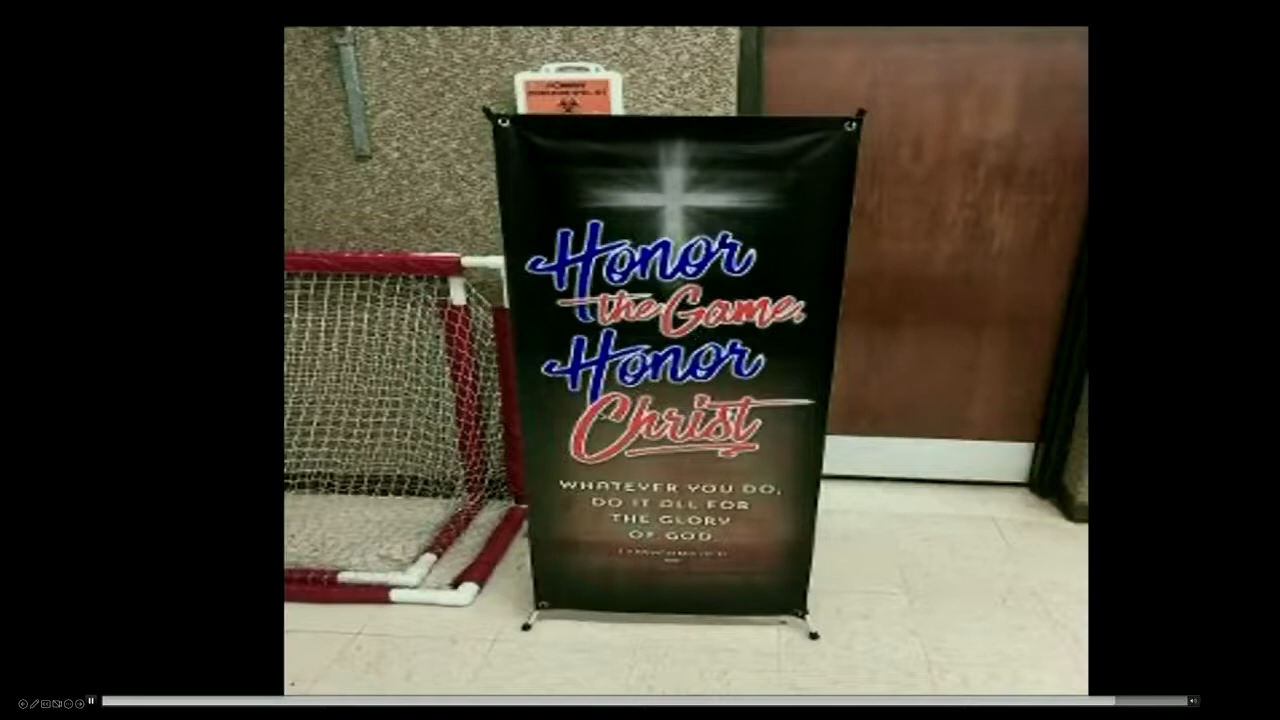 Honor
the Game,
Honor
Christ
WHATEVER YOU DO,
DO IT ALL FOR
THE GLORY
OF GOD.